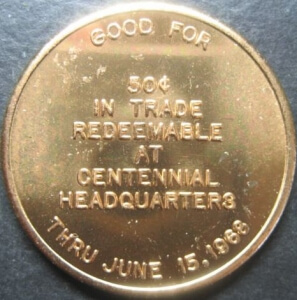 GOOD FOR
50¢
IN TRADE
REDEEMABLE
AT
CENTENNIAL
HEADQUARTERS
THRU JUNE 15, 1968